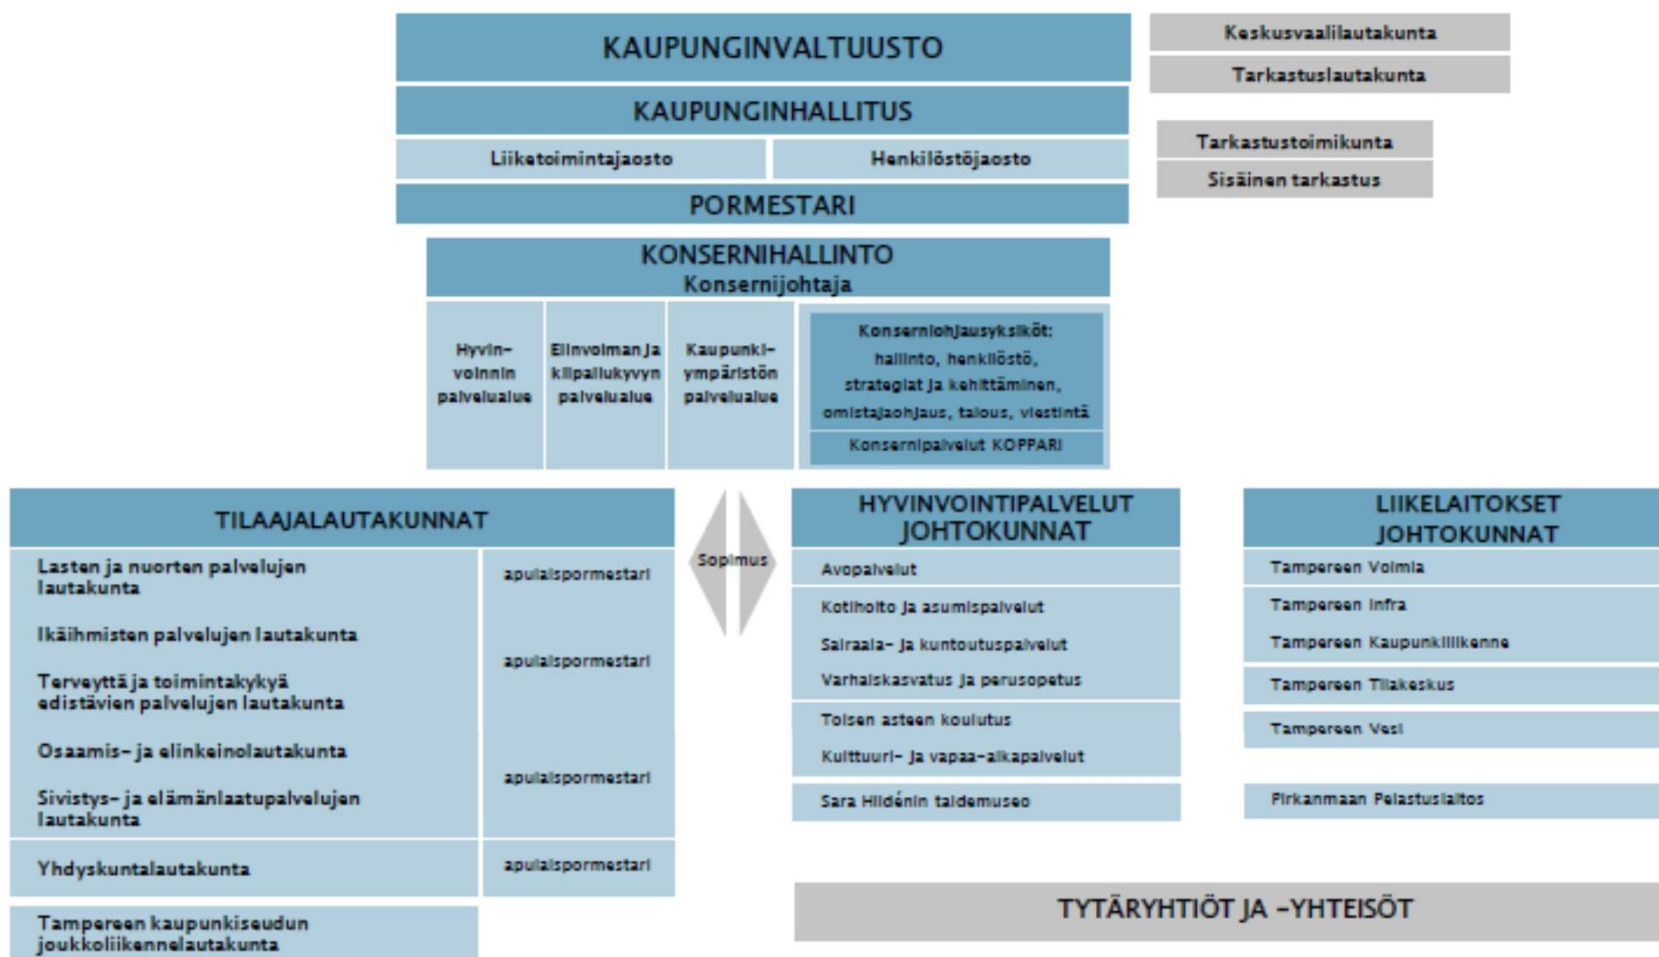 KAUPUNGINVALTUUSTO
Keskusvaalilautakunta
Tarkastuslautakunta
KAUPUNGINHALLITUS
Liiketoimintajaosto
Henkilöstöjaosto
Tarkastustoimikunta
Sisäinen tarkastus
PORMESTARI
KONSERNIHALLINTO
Konsernijohtaja
Hyvin-
voinnin
palvelualue
Elinvoiman ja
kilpailukyvyn
palvelualue
Kaupunki-
ympäristön
palvelualue
Konserniohjausyksiköt:
hallinto, henkilöstö,
strategiat ja kehittäminen,
omistajaohjaus, talous, viestintä
Konsernipalvelut KOPPARI
TILAAJALAUTAKUNNAT
Lasten ja nuorten palvelujen
lautakunta
apulaispormestari
Ikäihmisten palvelujen lautakunta
apulaispormestari
Terveyttä ja toimintakykyä
edistävien palvelujen lautakunta
Osaamis- ja elinkeinolautakunta
apulaispormestari
Sivistys- ja elämänlaatupalvelujen
lautakunta
Yhdyskuntalautakunta
apulaispormestari
Tampereen kaupunkiseudun
joukkoliikennelautakunta
Sopimus
HYVINVOINTIPALVELUT
JOHTOKUNNAT
Avopalvelut
Kotihoito ja asumispalvelut
Sairaala- ja kuntoutuspalvelut
Varhaiskasvatus ja perusopetus
Toisen asteen koulutus
Kulttuuri- ja vapaa-aikapalvelut
Sara Hildénin taidemuseo
LIIKELAITOKSET
JOHTOKUNNAT
Tampereen Voimia
Tampereen Infra
Tampereen Kaupunkiliikenne
Tampereen Tilakeskus
Tampereen Vesi
Pirkanmaan Pelastuslaitos
TYTÄRYHTIÖT JA -YHTEISÖT